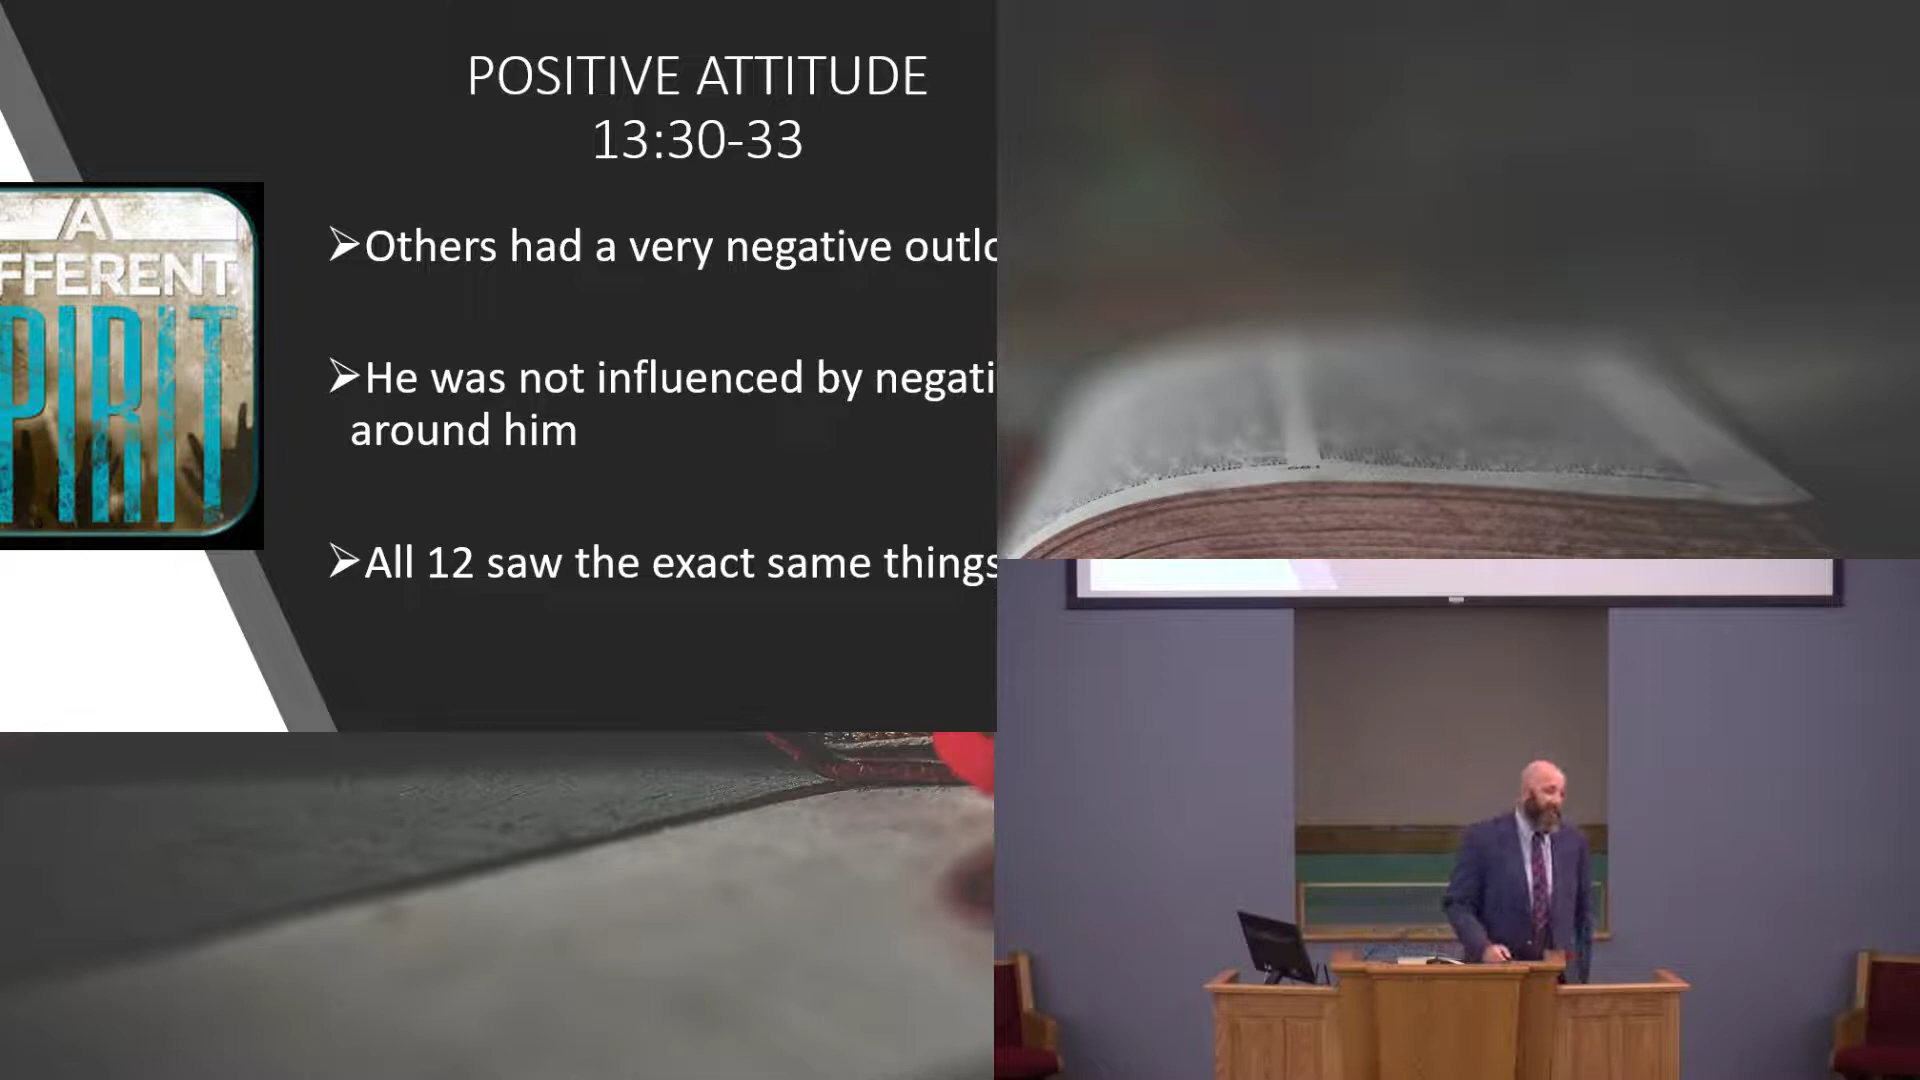 POSITIVE ATTITUDE
13:30-33
A
FFERENT
PIRIT
➢Others had a very negative outlo
➢He was not influenced by negati
around him
➢All 12 saw the exact same things